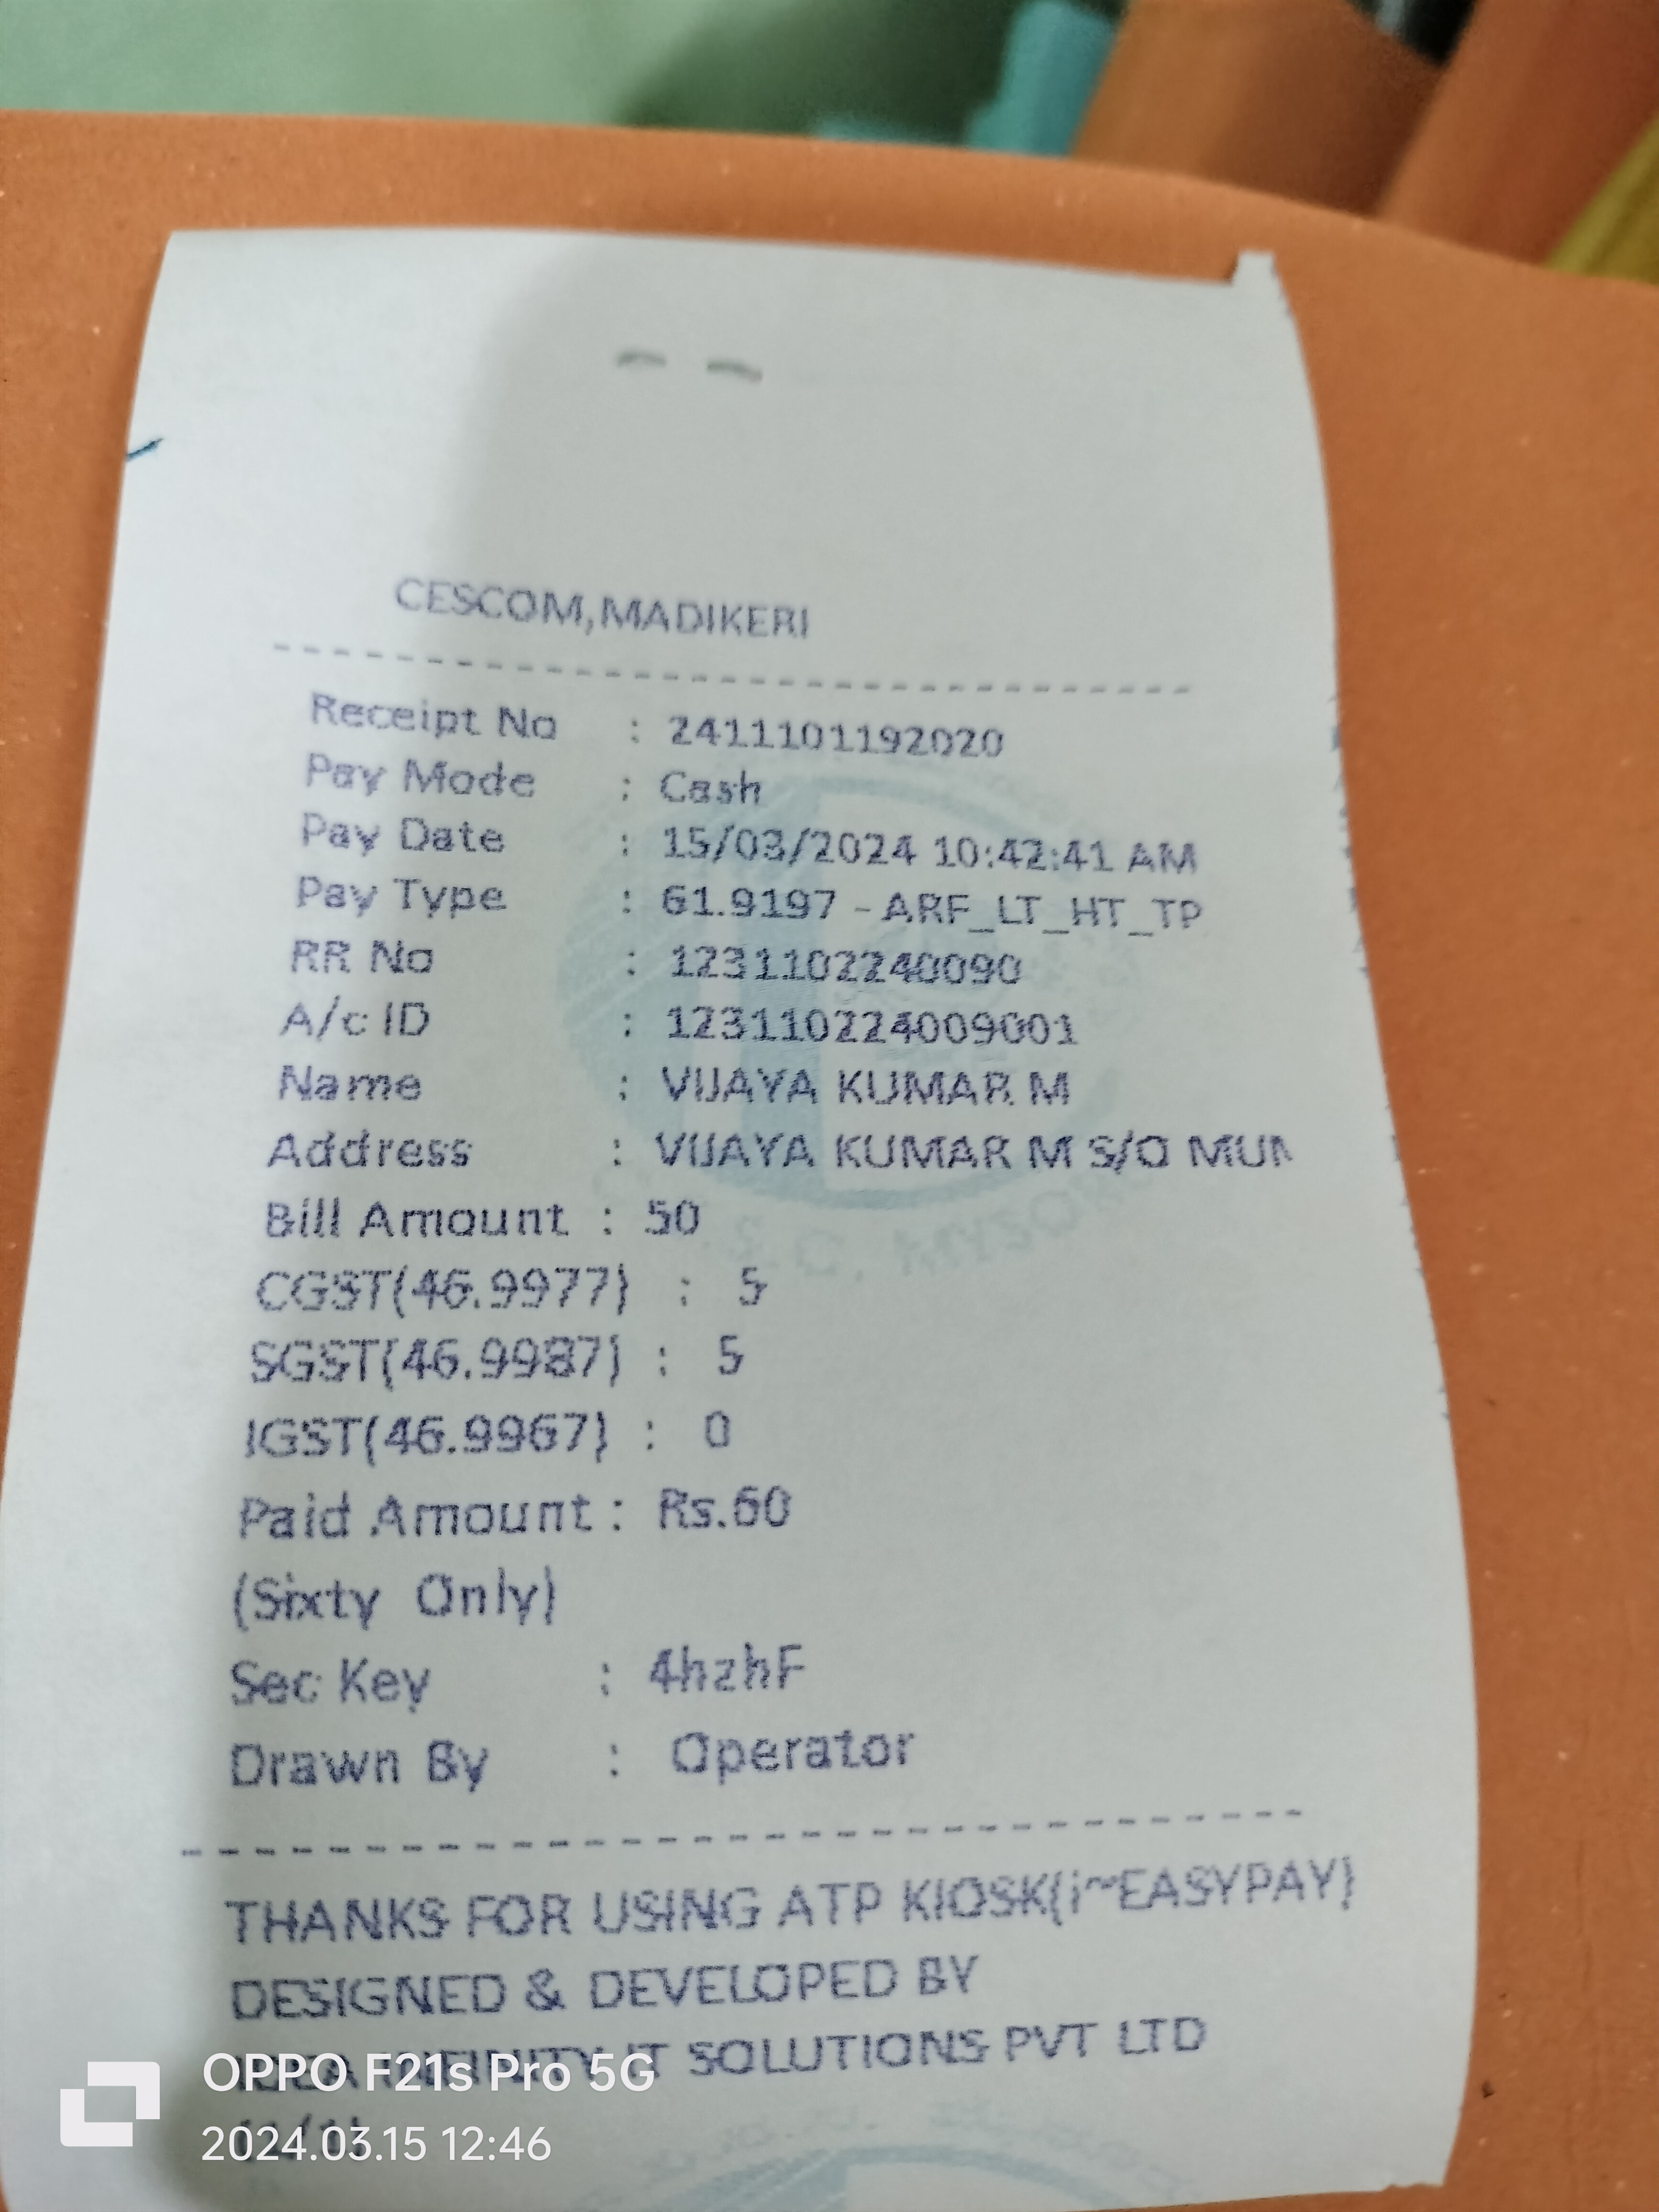 CESCOM,MADIKERI
Receipt No : 2411101192020
Pay Mode : Cash
Pay Date : 15/03/2024 10:42:41 AM
Pay Type : 61.9197 - ARF_LT_HT_TP
RR No : 1231102240090
A/c ID : 123110224009001
Name : VIJAYA KUMAR M
Address : VIJAYA KUMAR M S/O MUN
Bill Amount : 50
CGST(46.9977) : 5
SGST(46.9987) : 5
IGST(46.9967) : 0
Paid Amount : Rs.60
(Sixty Only)
Sec Key : 4hzhF
Drawn By : Operator
THANKS FOR USING ATP KIOSK(i~EASYPAY)
DESIGNED & DEVELOPED BY
INFINITY IT SOLUTIONS PVT LTD
OPPO F21s Pro 5G
2024.03.15 12:46